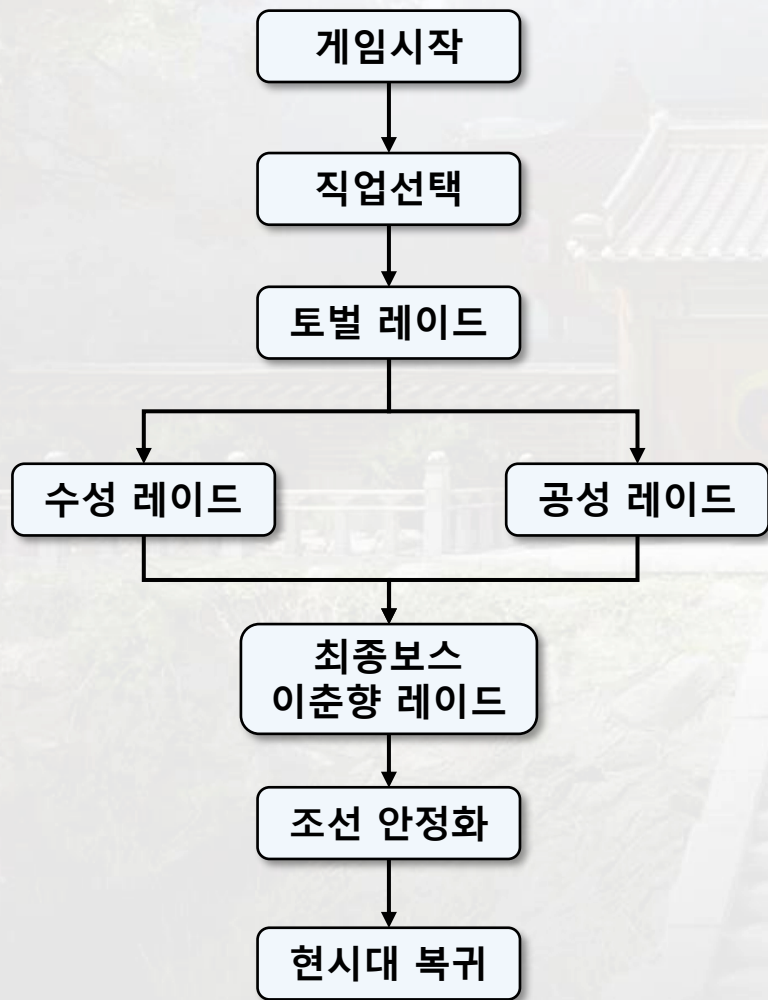 게임시작
직업선택
토벌 레이드
수성 레이드
공성 레이드
최종보스
이춘향 레이드
조선 안정화
현시대 복귀